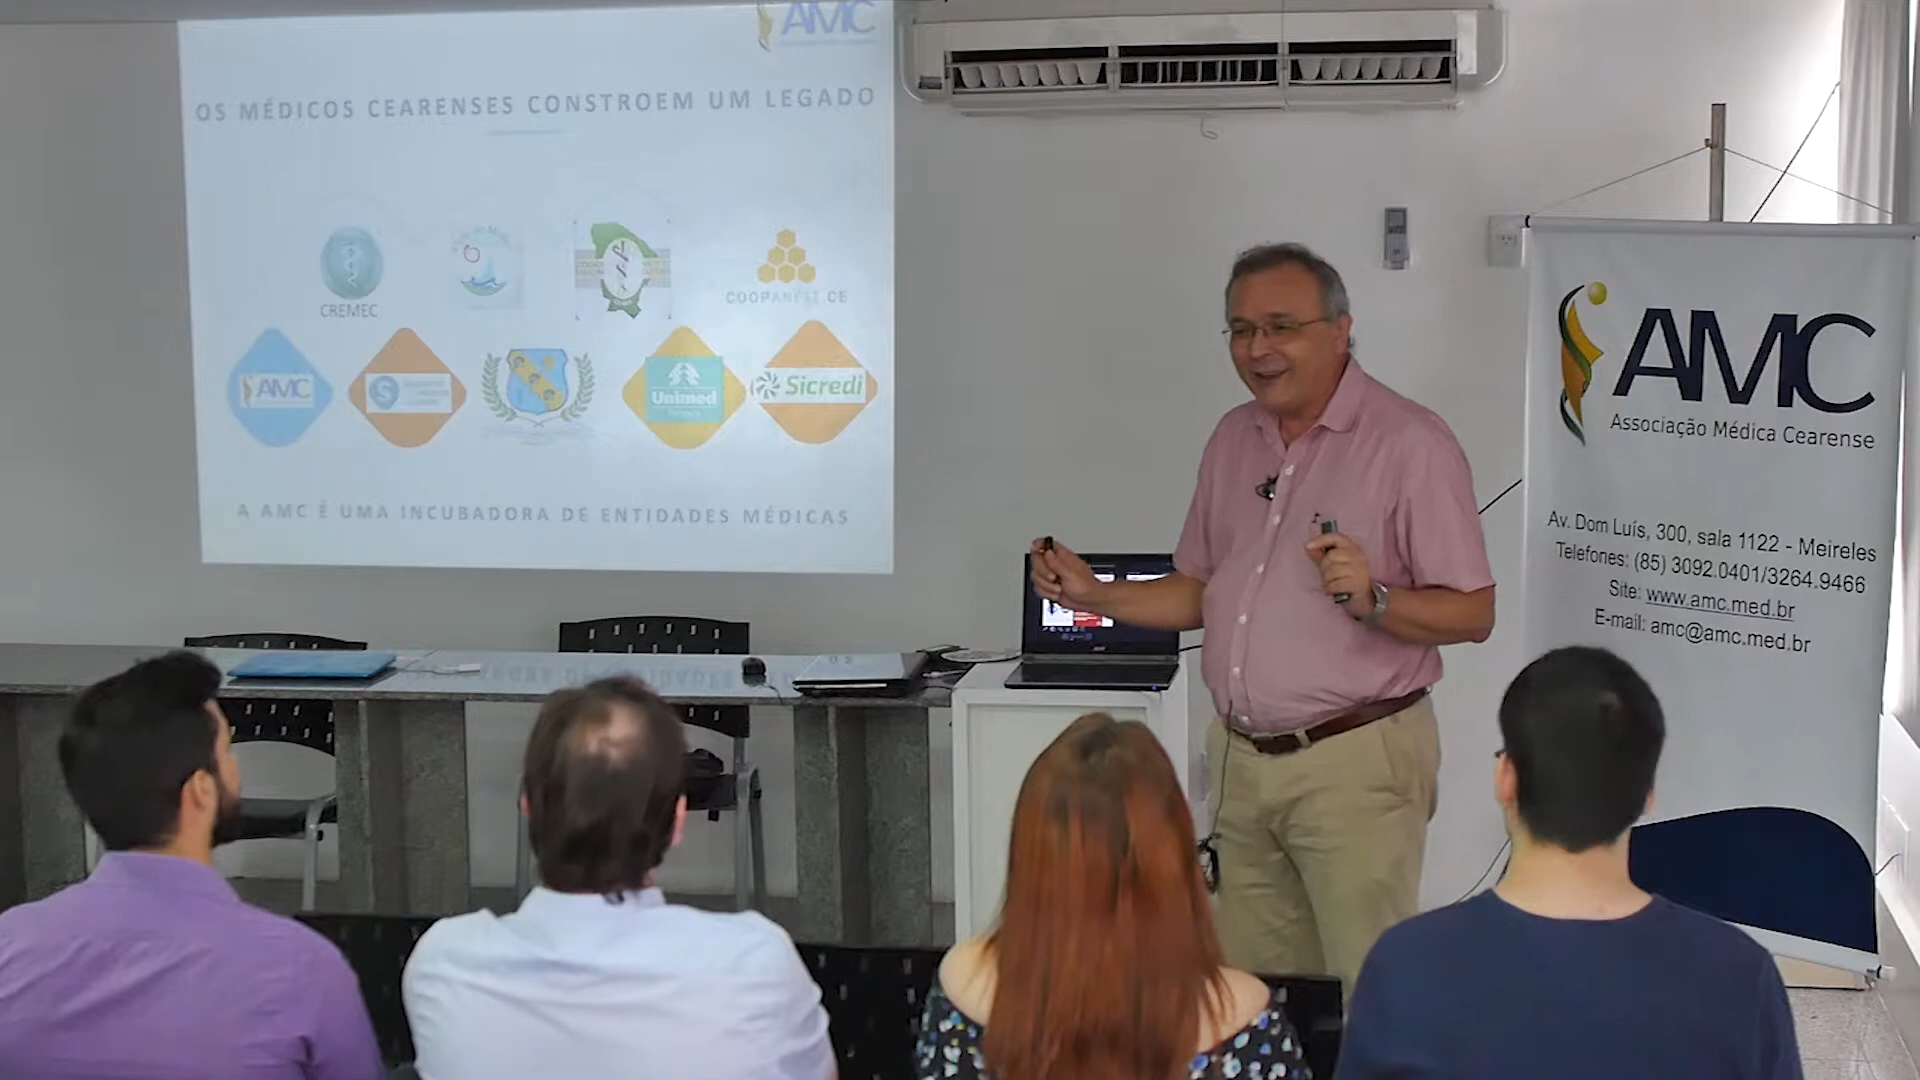 AMC
OS MÉDICOS CEARENSES CONSTROEM UM LEGADO
CREMEC
COOPANEST CE
AMC
Unimed
Sicredi
A AMC É UMA INCUBADORA DE ENTIDADES MÉDICAS
AMC
Associação Médica Cearense
Av. Dom Luís, 300, sala 1122 - Meireles
Telefones: (85) 3092.0401/3264.9466
Site: www.amc.med.br
E-mail: amc@amc.med.br